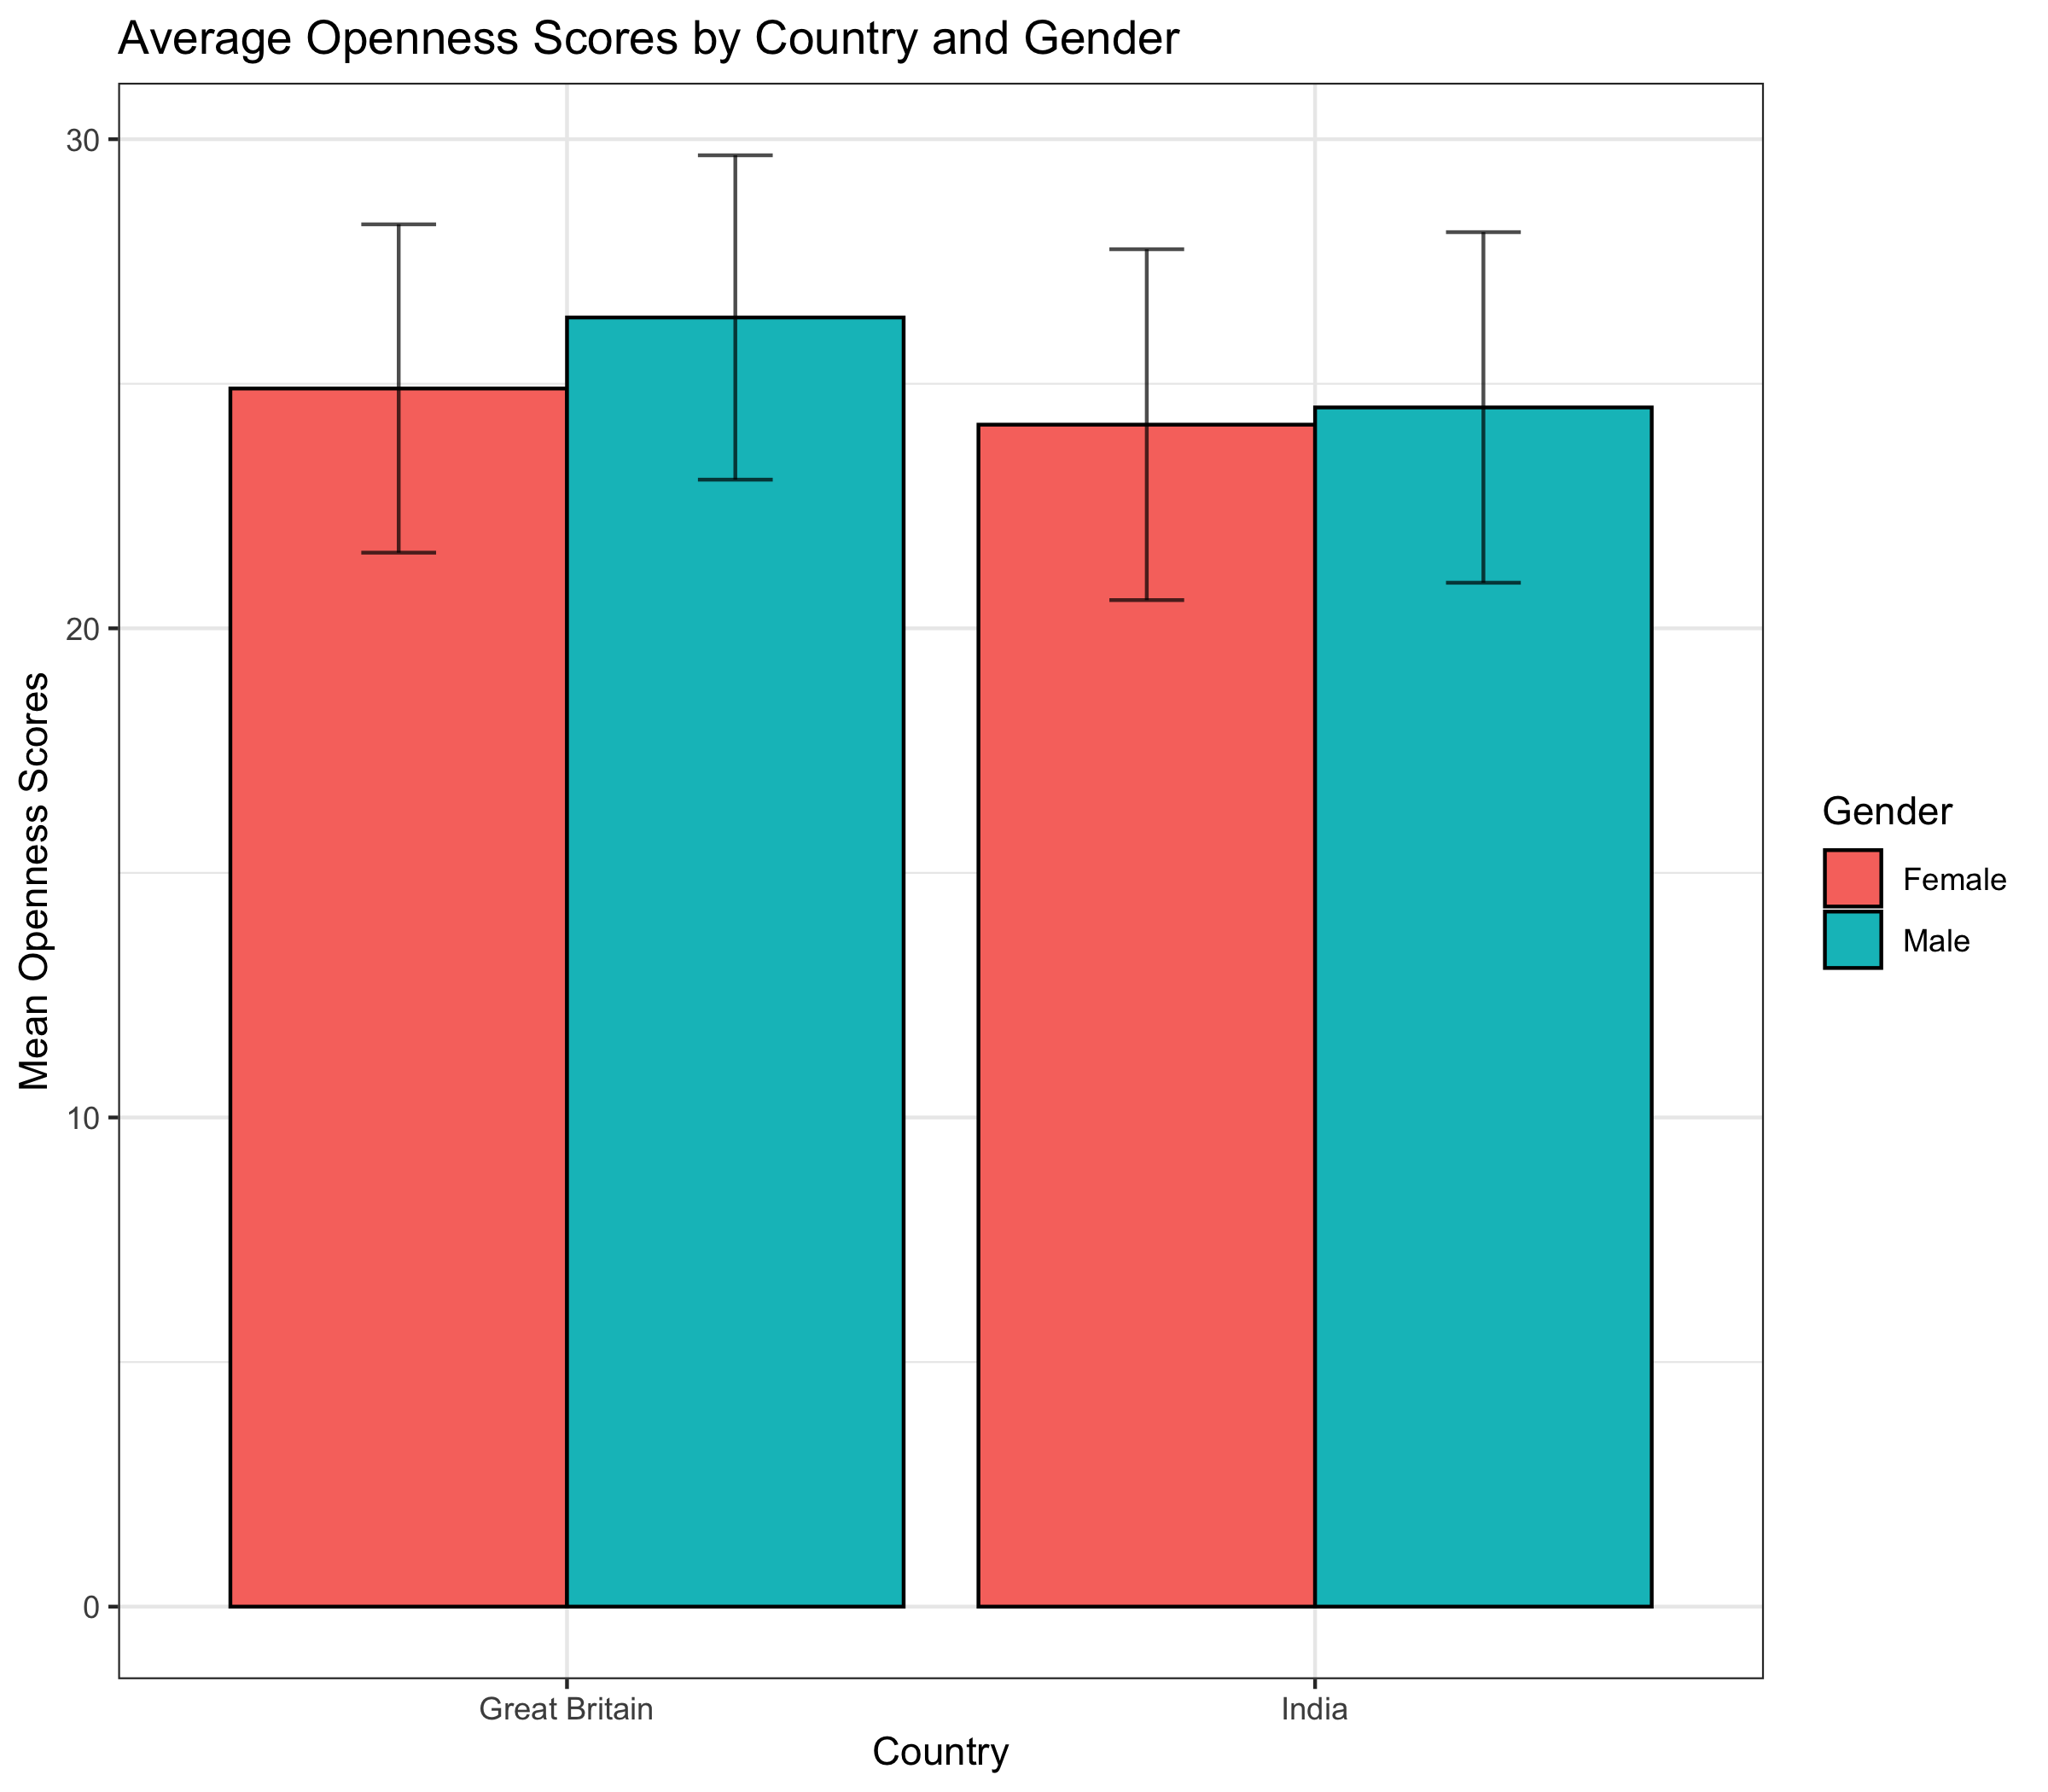 Average Openness Scores by Country and Gender
30
20
10
0
Mean Openness Scores
Great Britain
India
Country
Gender
Female
Male